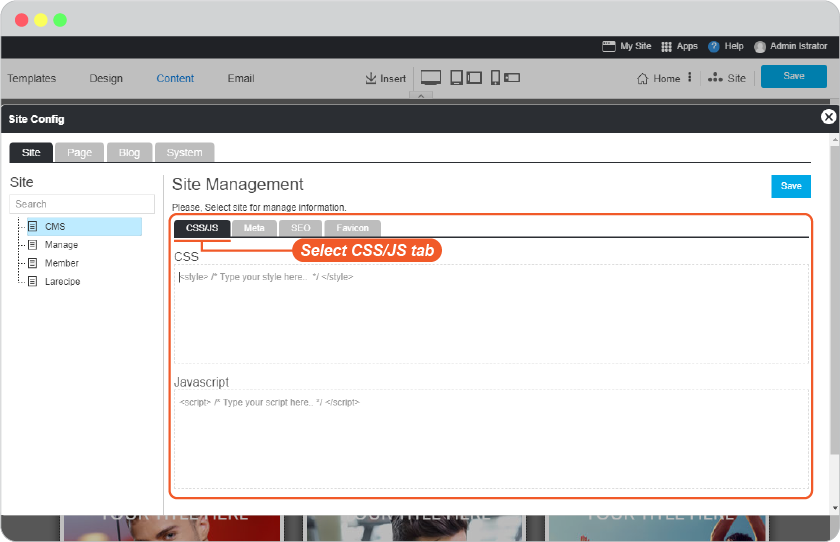 My Site Apps ? Help Admin Istrator
Templates Design Content Email Insert Home Site Save
Site Config
Site Page Blog System
Site
Search
CMS
Manage
Member
Larecipe
Site Management
Save
Please, Select site for manage information.
CSS/JS Meta SEO Favicon
Select CSS/JS tab
CSS
<style> /* Type your style here.. */ </style>
Javascript
<script> /* Type your script here.. */ </script>
YOUR TITLE HERE YOUR TITLE HERE YOUR TITLE HERE